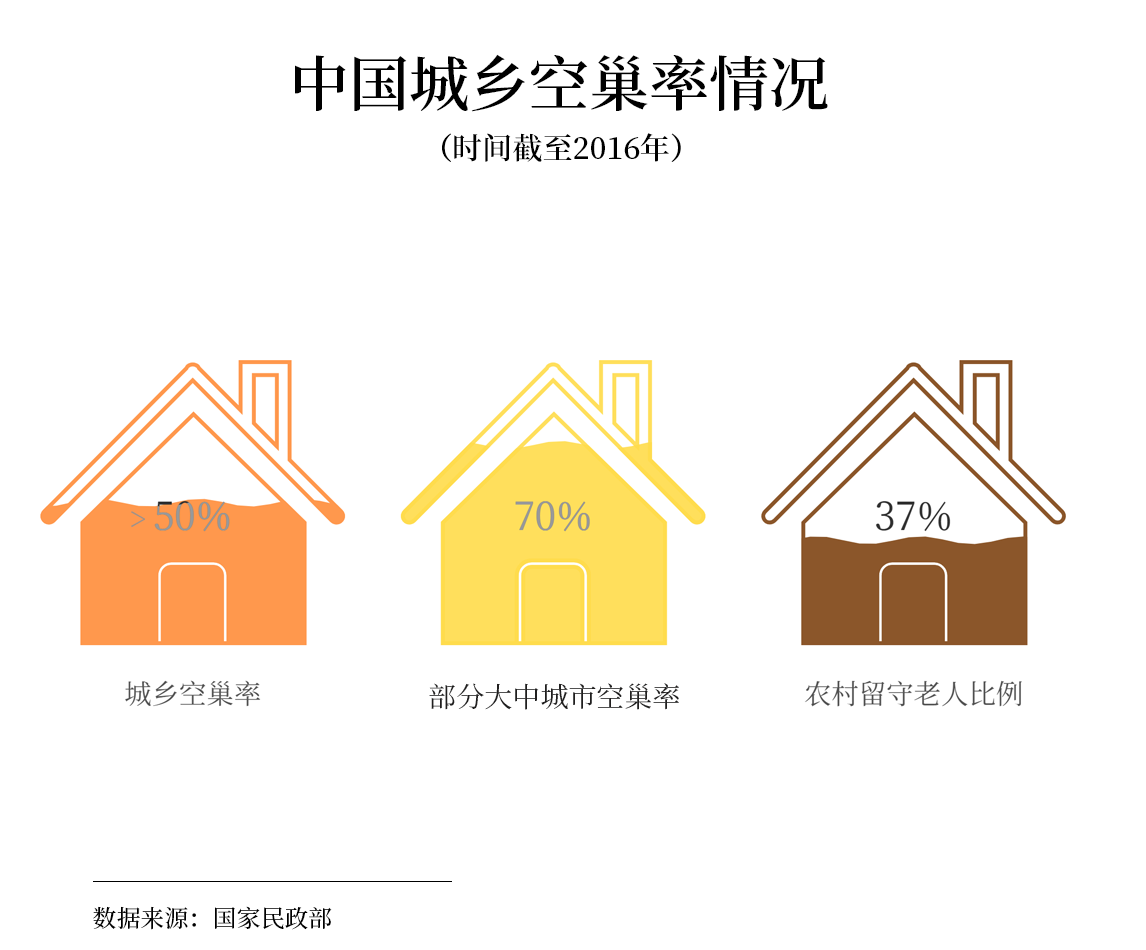 中国城乡空巢率情况
（时间截至2016年）
>50%
70%
37%
城乡空巢率
部分大中城市空巢率
农村留守老人比例
数据来源：国家民政部